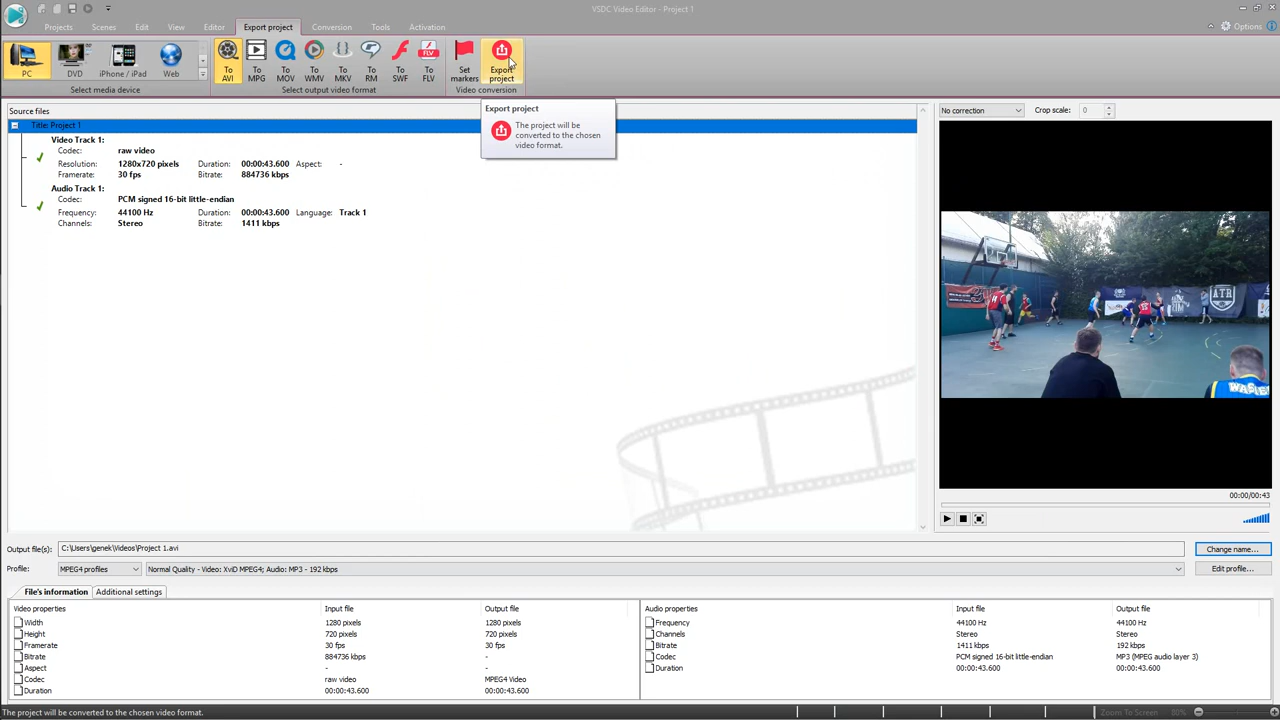 VSDC Video Editor - Project 1
Projects Scenes Edit View Editor Export project Conversion Tools Activation Options
PC DVD iPhone / iPad Web
Select media device
To AVI To MPG To MOV To WMV To MKV To RM To SWF To FLV
Select output video format
Set markers Export project
Video conversion
Export project
The project will be
converted to the chosen
video format.
Source files
Title: Project 1
Video Track 1:
Codec: raw video
Resolution: 1280x720 pixels Duration: 00:00:43.600 Aspect: -
Framerate: 30 fps Bitrate: 884736 kbps
Audio Track 1:
Codec: PCM signed 16-bit little-endian
Frequency: 44100 Hz Duration: 00:00:43.600 Language: Track 1
Channels: Stereo Bitrate: 1411 kbps
No correction Crop scale: 0
ATR
00:00/00:43
Output file(s): C:\Users\genek\Videos\Project 1.avi Change name...
Profile: MPEG4 profiles Normal Quality - Video: XviD MPEG4; Audio: MP3 - 192 kbps Edit profile...
File's information Additional settings
Video properties Input file Output file
Width 1280 pixels 1280 pixels
Height 720 pixels 720 pixels
Framerate 30 fps 30 fps
Bitrate 884736 kbps -
Aspect - -
Codec raw video MPEG4 Video
Duration 00:00:43.600 00:00:43.600
Audio properties Input file Output file
Frequency 44100 Hz 44100 Hz
Channels Stereo Stereo
Bitrate 1411 kbps 192 kbps
Codec PCM signed 16-bit little-endian MP3 (MPEG audio layer 3)
Duration 00:00:43.600 00:00:43.600
The project will be converted to the chosen video format. Zoom To Screen 80%